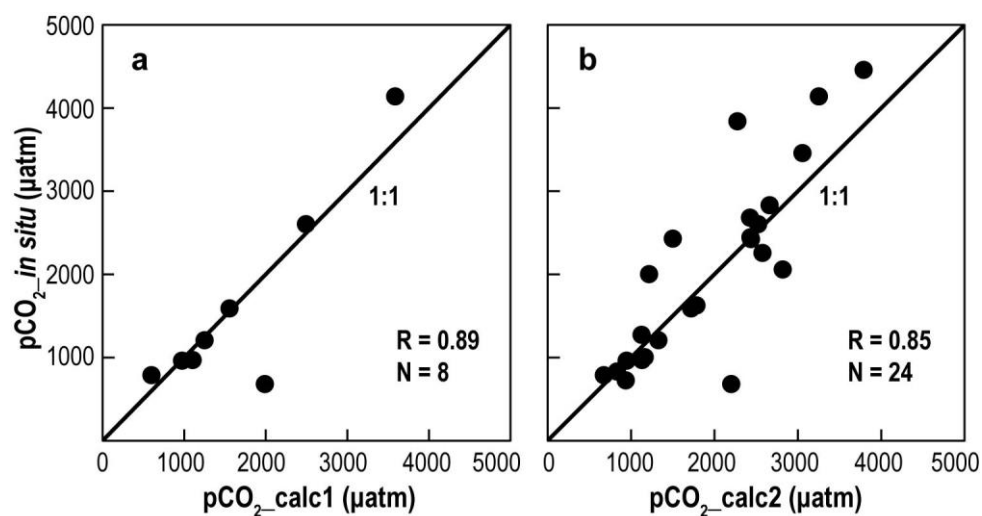 a
5000
4000
3000
2000
1000
pCO₂_in situ (µatm)
1:1
R = 0.89
N = 8
0 1000 2000 3000 4000 5000
pCO₂_calc1 (µatm)
b
1:1
R = 0.85
N = 24
0 1000 2000 3000 4000 5000
pCO₂_calc2 (µatm)